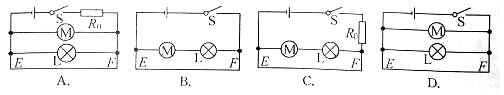 S R₀ M L E F A.
S M L E F B.
S R₀ M L E F C.
S M L E F D.